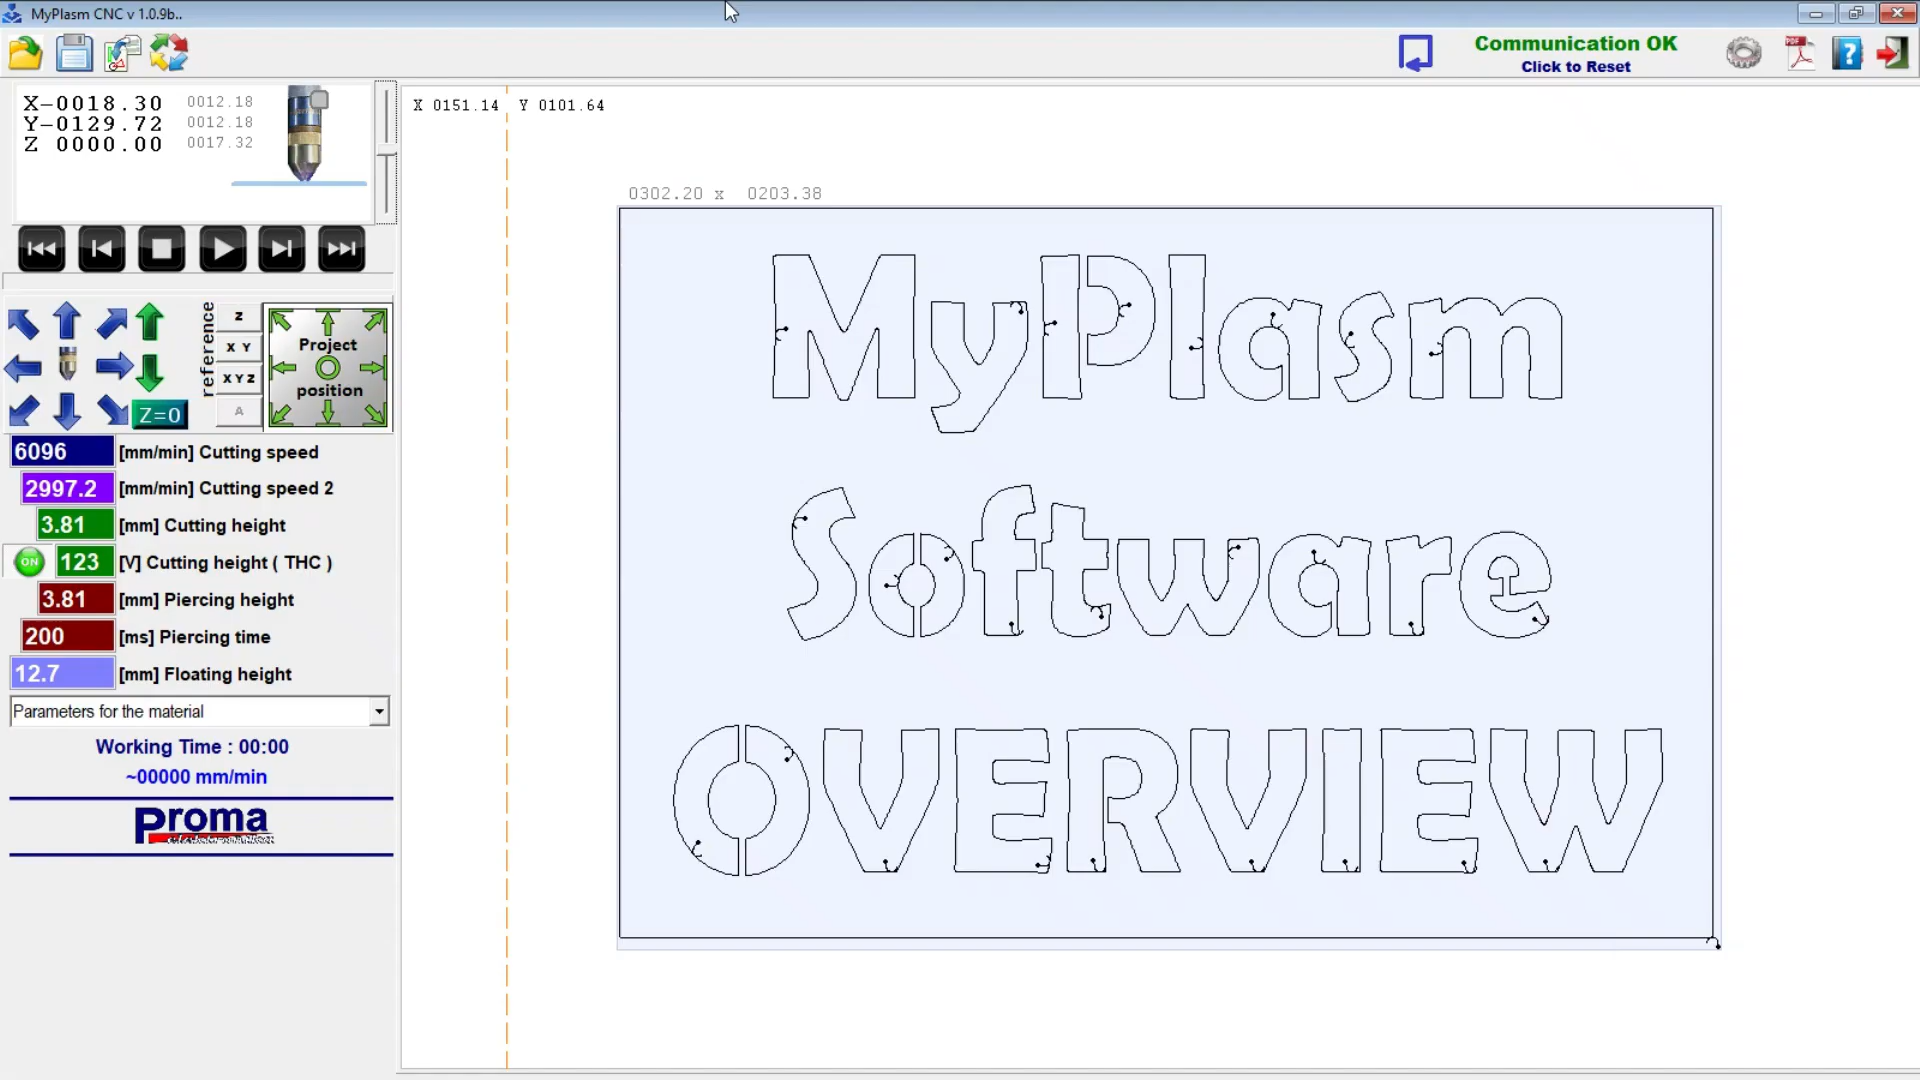 MyPlasm CNC v 1.0.9b..
Communication OK
Click to Reset
PDF
?
X-0018.30 0012.18
Y-0129.72 0012.18
Z 0000.00 0017.32
X 0151.14 Y 0101.64
0302.20 x 0203.38
reference
Z
X Y
X Y Z
A
Z=0
Project
position
6096 [mm/min] Cutting speed
2997.2 [mm/min] Cutting speed 2
3.81 [mm] Cutting height
ON 123 [V] Cutting height ( THC )
3.81 [mm] Piercing height
200 [ms] Piercing time
12.7 [mm] Floating height
Parameters for the material
Working Time : 00:00
~00000 mm/min
Proma
MyPlasm
Software
OVERVIEW